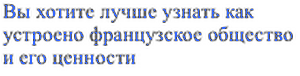 Вы хотите лучше узнать как
устроено французское общество
и его ценности